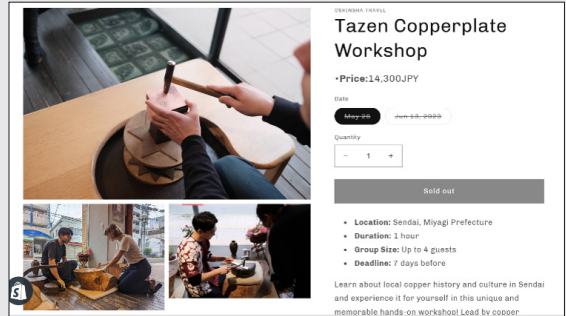 Tazen Copperplate
Workshop
•Price:14,300JPY
Date
May 28
Jun 13, 2023
Quantity
− 1 +
Sold out
• Location: Sendai, Miyagi Prefecture
• Duration: 1 hour
• Group Size: Up to 4 guests
• Deadline: 7 days before
Learn about local copper history and culture in Sendai
and experience it for yourself in this unique and
memorable hands-on workshop! Lead by copper